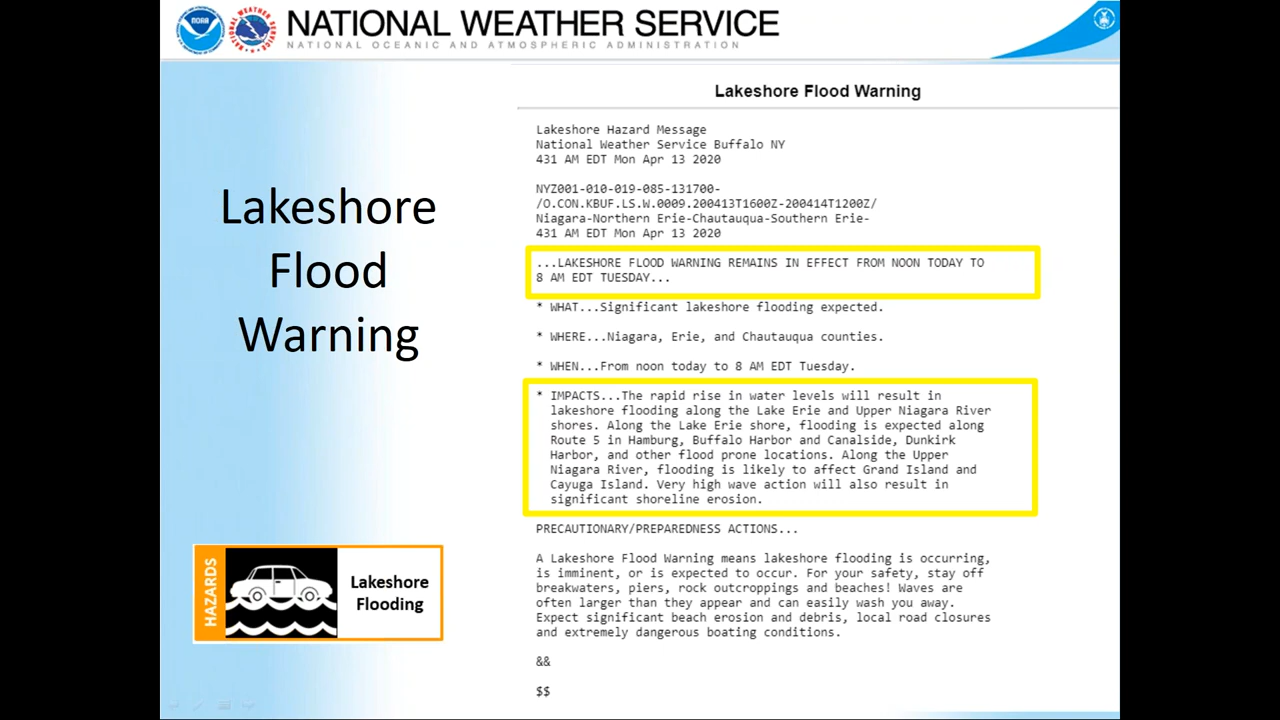 NOAA
NATIONAL WEATHER SERVICE
NATIONAL OCEANIC AND ATMOSPHERIC ADMINISTRATION
Lakeshore
Flood
Warning
HAZARDS
Lakeshore
Flooding
Lakeshore Flood Warning
Lakeshore Hazard Message
National Weather Service Buffalo NY
431 AM EDT Mon Apr 13 2020
NYZ001-010-019-085-131700-
/O.CON.KBUF.LS.W.0009.200413T1600Z-200414T1200Z/
Niagara-Northern Erie-Chautauqua-Southern Erie-
431 AM EDT Mon Apr 13 2020
...LAKESHORE FLOOD WARNING REMAINS IN EFFECT FROM NOON TODAY TO
8 AM EDT TUESDAY...
* WHAT...Significant lakeshore flooding expected.
* WHERE...Niagara, Erie, and Chautauqua counties.
* WHEN...From noon today to 8 AM EDT Tuesday.
* IMPACTS...The rapid rise in water levels will result in
lakeshore flooding along the Lake Erie and Upper Niagara River
shores. Along the Lake Erie shore, flooding is expected along
Route 5 in Hamburg, Buffalo Harbor and Canalside, Dunkirk
Harbor, and other flood prone locations. Along the Upper
Niagara River, flooding is likely to affect Grand Island and
Cayuga Island. Very high wave action will also result in
significant shoreline erosion.
PRECAUTIONARY/PREPAREDNESS ACTIONS...
A Lakeshore Flood Warning means lakeshore flooding is occurring,
is imminent, or is expected to occur. For your safety, stay off
breakwaters, piers, rock outcroppings and beaches! Waves are
often larger than they appear and can easily wash you away.
Expect significant beach erosion and debris, local road closures
and extremely dangerous boating conditions.
&&
$$